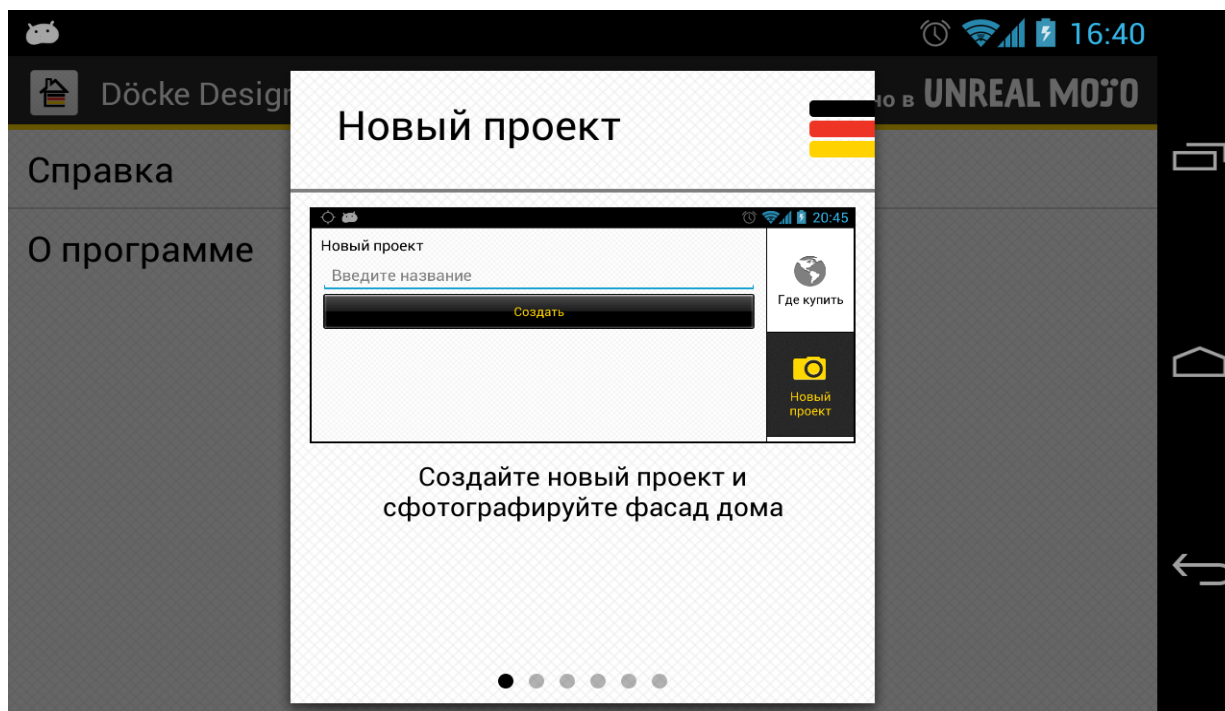 16:40
Döcke Design
но в UNREAL MOJO
Новый проект
Справка
О программе
20:45
Новый проект
Введите название
Создать
Где купить
Новый
проект
Создайте новый проект и
сфотографируйте фасад дома